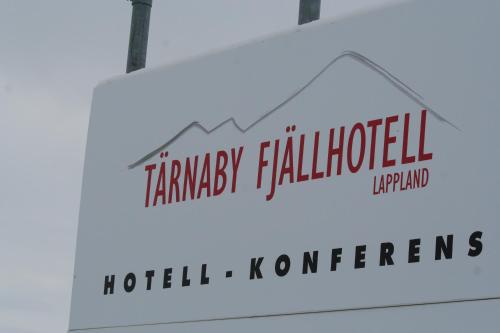 TÄRNABY FJÄLLHOTELL
LAPPLAND
HOTELL - KONFERENS